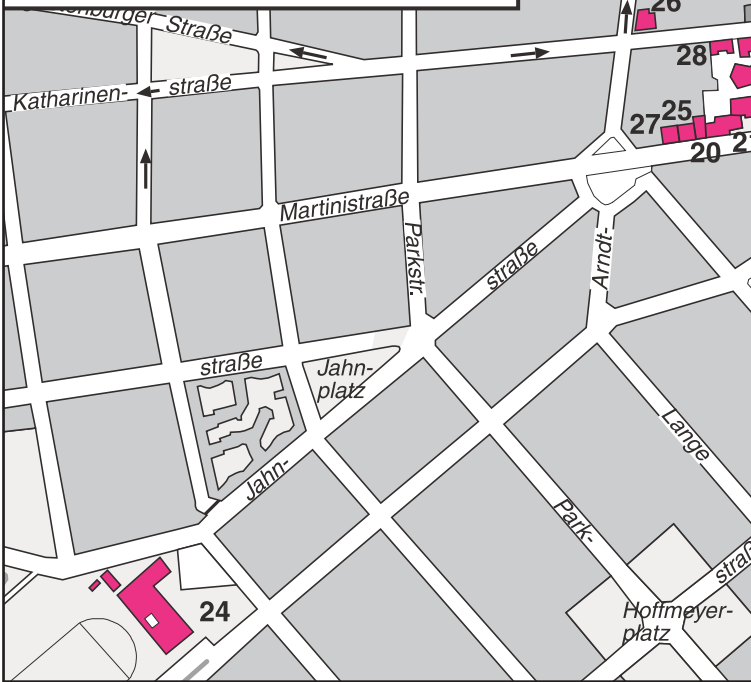 Straße
26
28
Katharinen-
straße
27
25
20
Martinistraße
Parkstr.
straße
Arndt-
straße
Jahn-
platz
Lange
Jahn-
Park-
24
Hoffmeyer-
platz